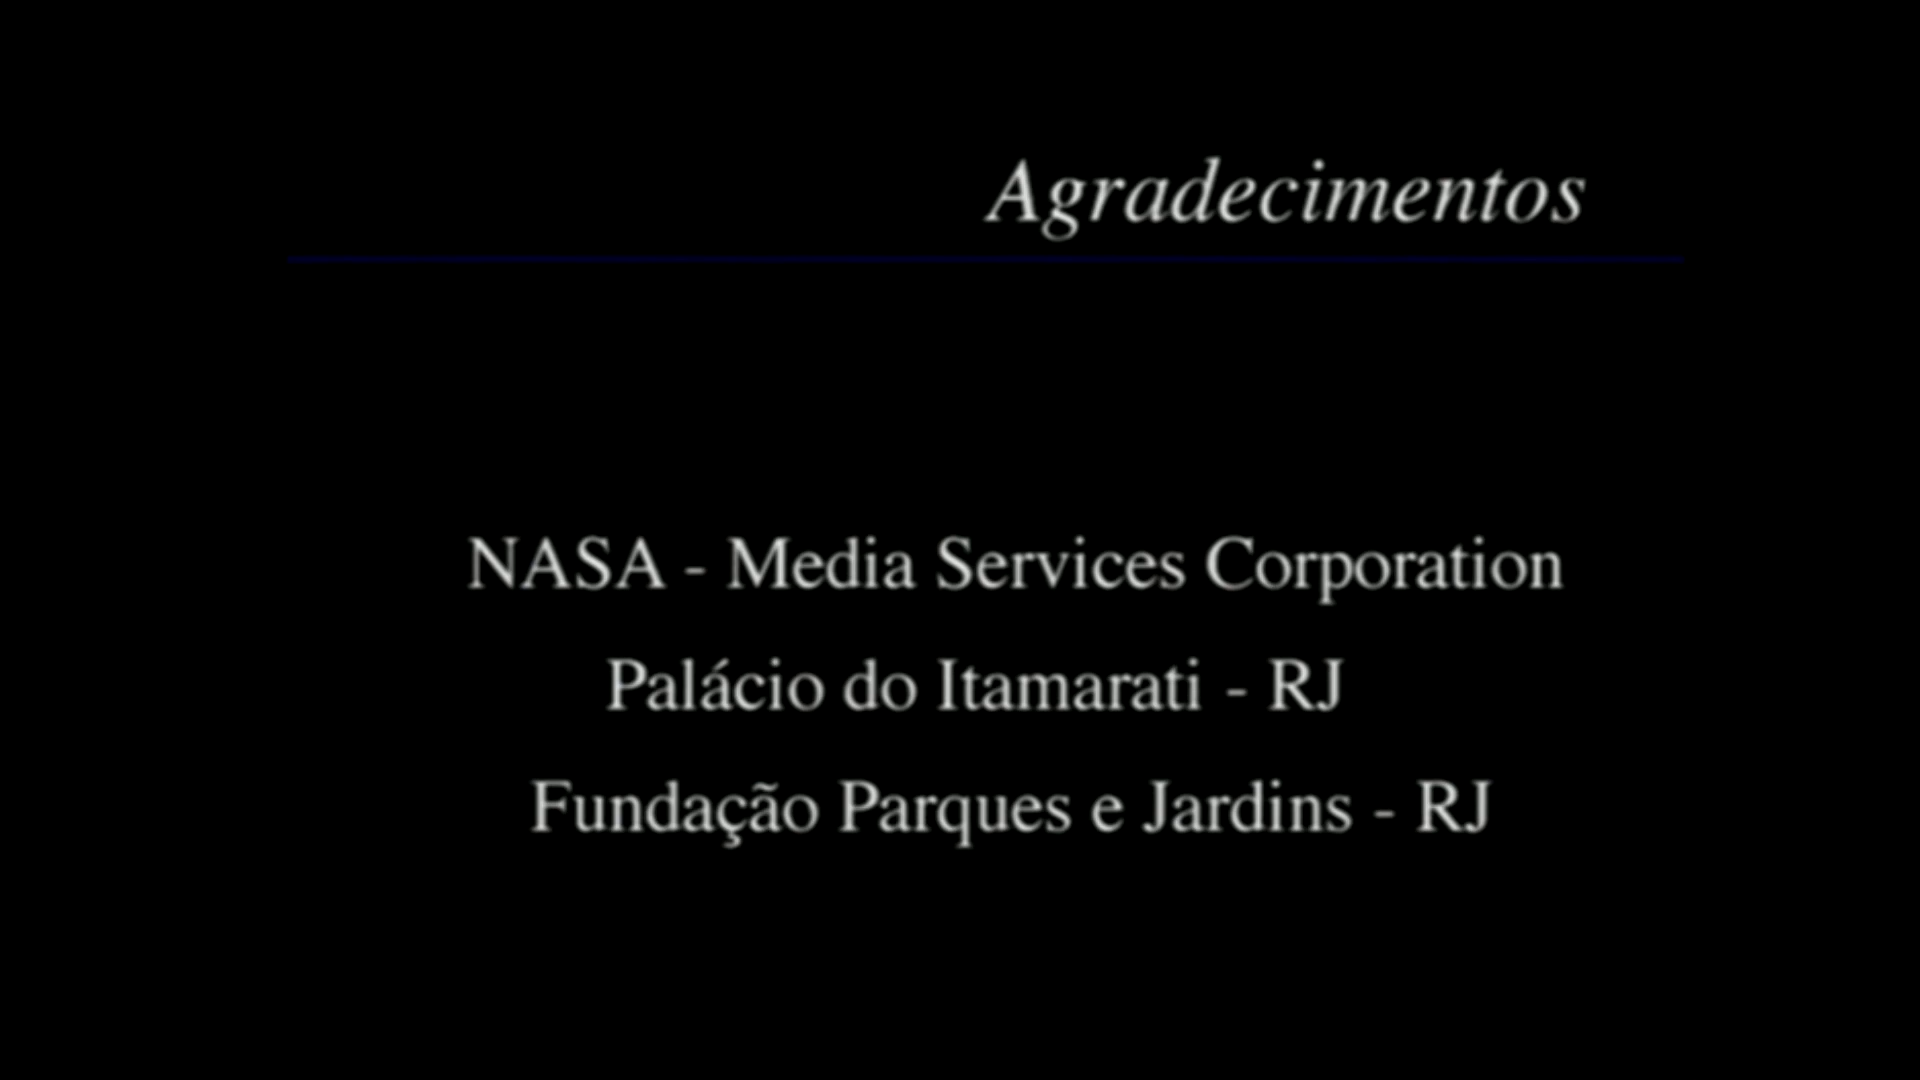 Agradecimentos
NASA - Media Services Corporation
Palácio do Itamarati - RJ
Fundação Parques e Jardins - RJ